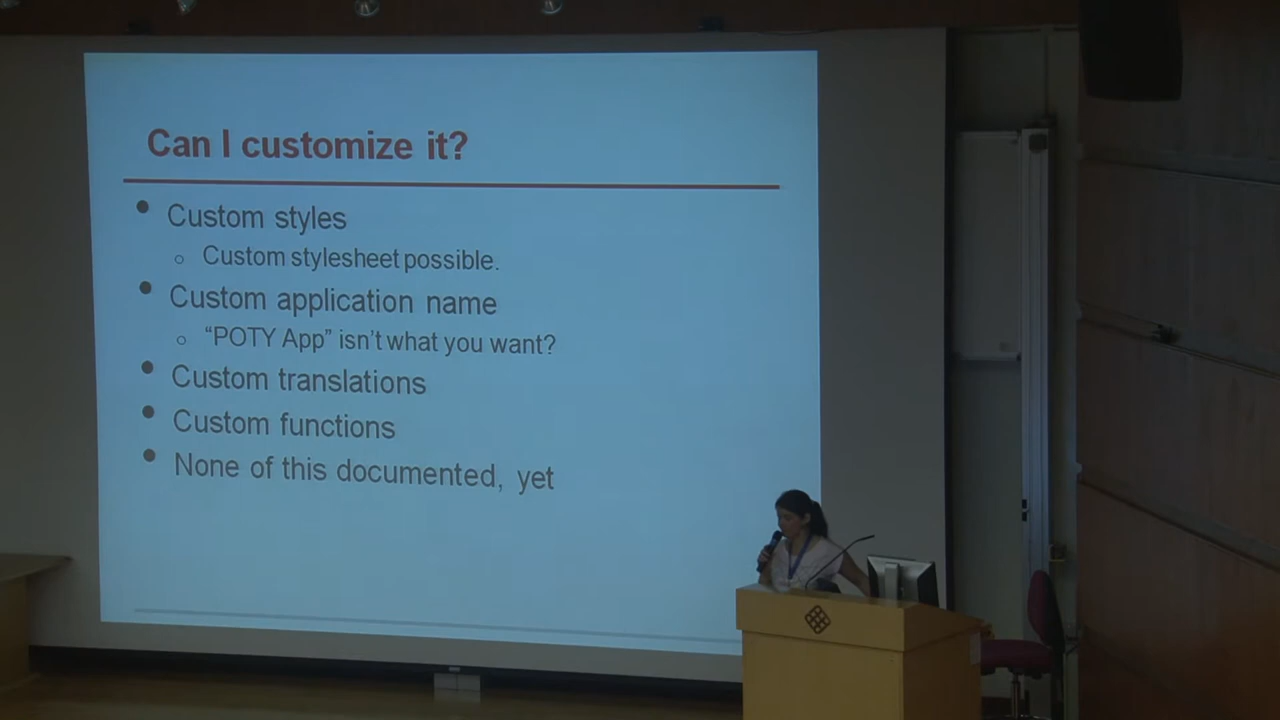 Can I customize it?
• Custom styles
○ Custom stylesheet possible.
• Custom application name
○ “POTY App” isn’t what you want?
• Custom translations
• Custom functions
• None of this documented, yet